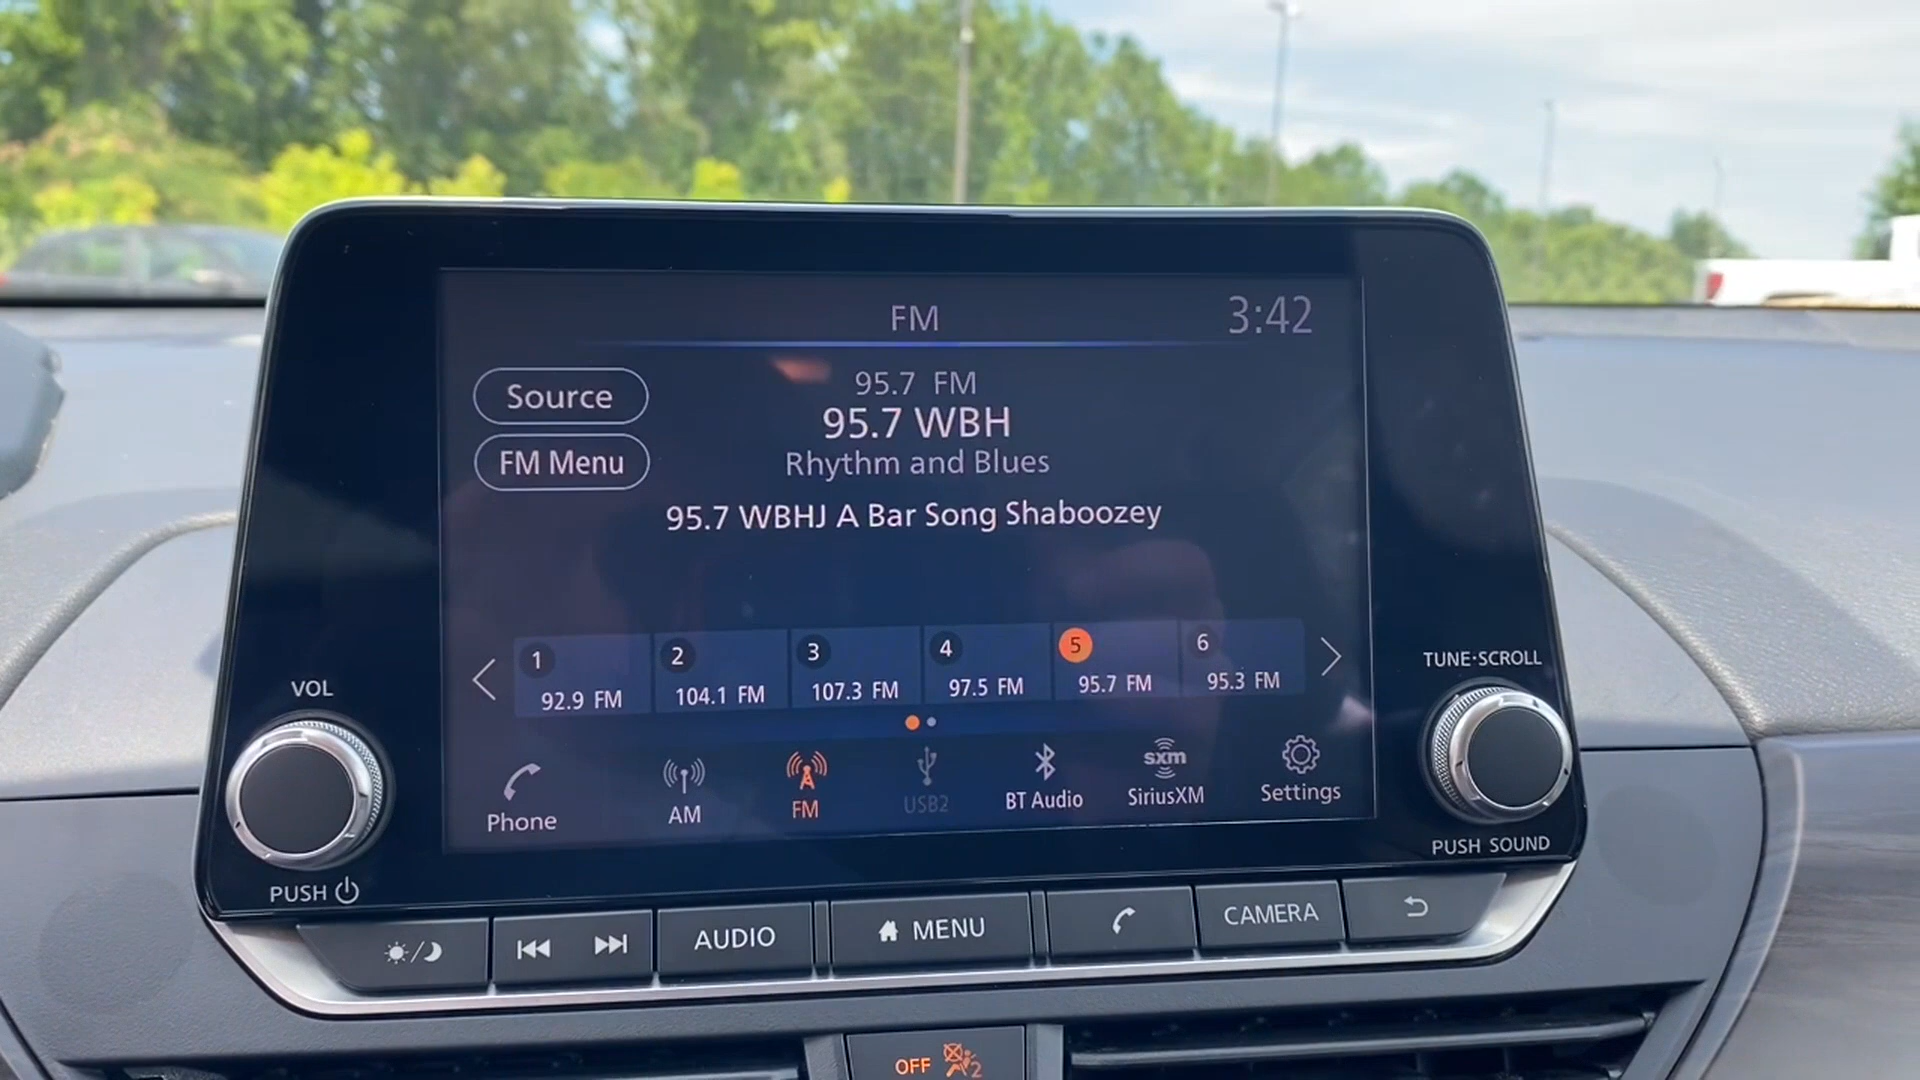 FM
3:42
Source
FM Menu
95.7 FM
95.7 WBH
Rhythm and Blues
95.7 WBHJ A Bar Song Shaboozey
1
92.9 FM
2
104.1 FM
3
107.3 FM
4
97.5 FM
5
95.7 FM
6
95.3 FM
Phone
AM
FM
USB2
BT Audio
sxm
SiriusXM
Settings
VOL
PUSH
TUNE·SCROLL
PUSH SOUND
AUDIO
MENU
CAMERA
OFF
2